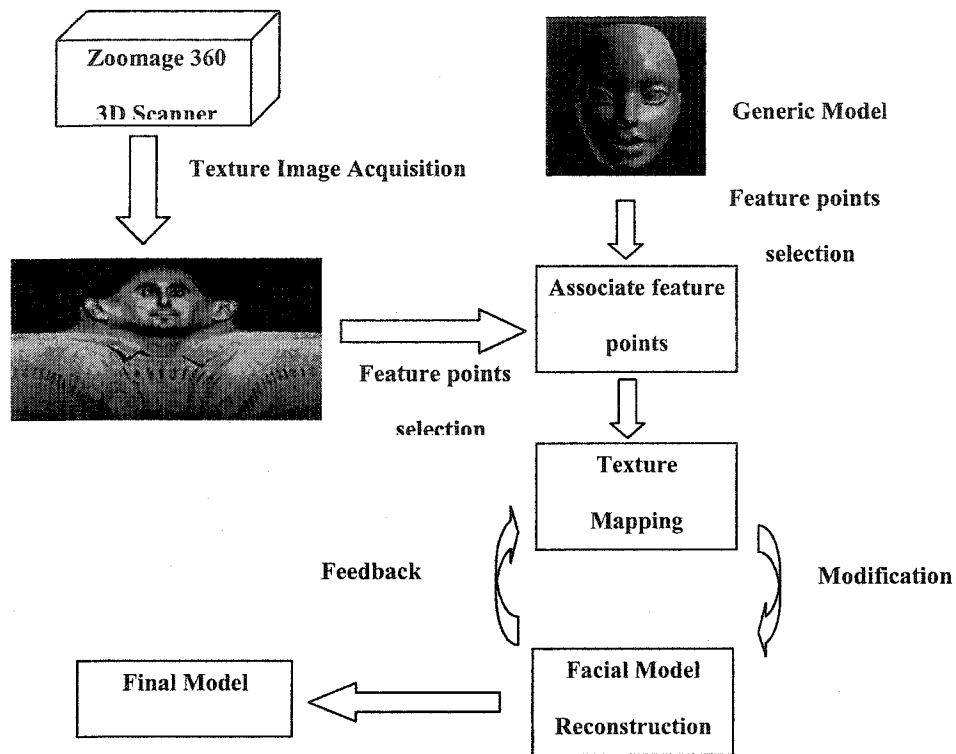 Zoomage 360
3D Scanner
Generic Model
Texture Image Acquisition
Feature points
selection
Associate feature
points
Feature points
selection
Texture
Mapping
Feedback
Modification
Final Model
Facial Model
Reconstruction